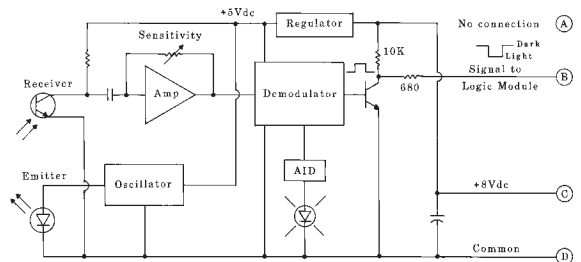 +5Vdc
Regulator
No connection
A
Sensitivity
10K
Dark
Light
Receiver
Signal to
Logic Module
B
Amp
Demodulator
680
Emitter
AID
Oscillator
+8Vdc
C
Common
D